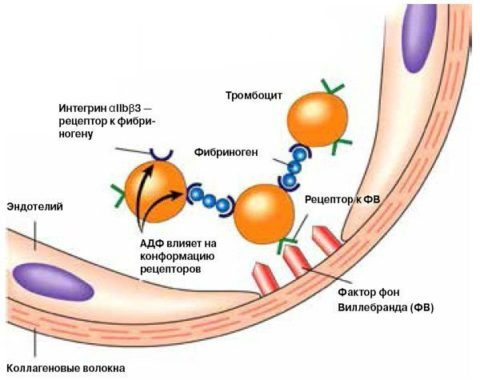 Тромбоцит
Интегрин αIIbβ3 —
рецептор к фибри-
ногену
Фибриноген
Рецептор к ФВ
Эндотелий
АДФ влияет на
конформацию
рецепторов
Фактор фон
Виллебранда (ФВ)
Коллагеновые волокна